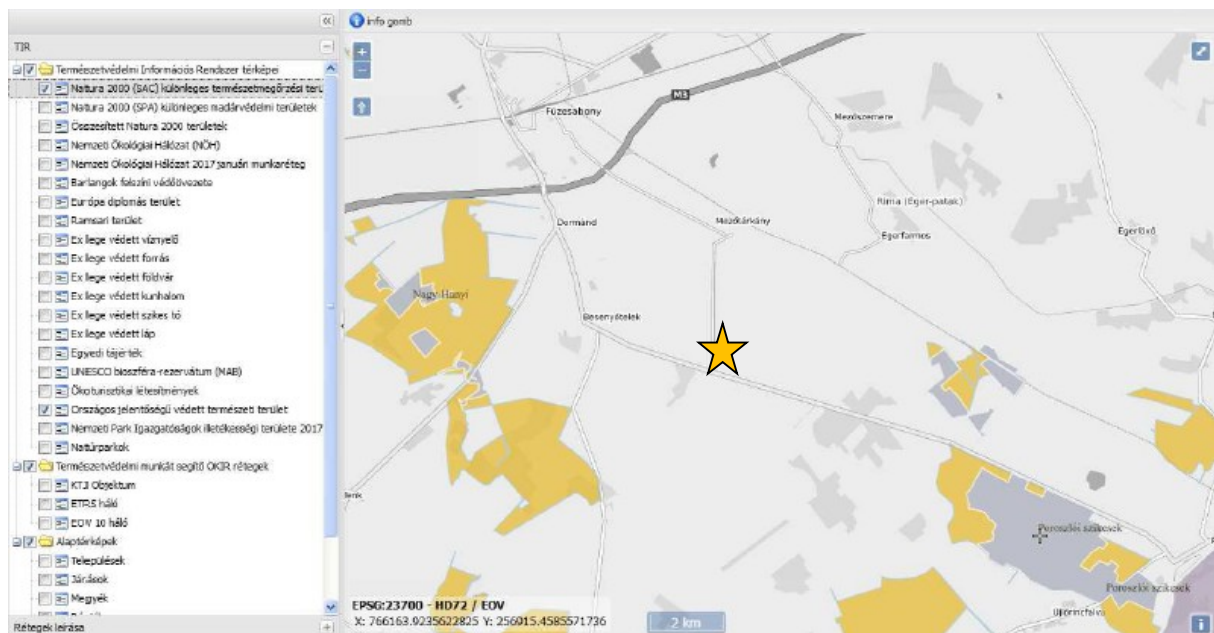 info gomb
TIR
Természetvédelmi Információs Rendszer térképei
Natura 2000 (SAC) különleges természetmegőrzési terü
Natura 2000 (SPA) különleges madárvédelmi területek
Összesített Natura 2000 területek
Nemzeti Ökológiai Hálózat (NÖH)
Nemzeti Ökológiai Hálózat 2017 januári munkaréteg
Barlangok felszíni védőövezete
Európa diplomás terület
Ramsari terület
Ex lege védett víznyelő
Ex lege védett forrás
Ex lege védett földvár
Ex lege védett kunhalom
Ex lege védett szikes tó
Ex lege védett láp
Egyedi tájérték
UNESCO bioszféra-rezervátum (MAB)
Ökoturisztikai létesítmények
Országos jelentőségű védett természeti terület
Nemzeti Park Igazgatóságok illetékességi területe 2017
Natúrparkok
Természetvédelmi munkát segítő OKIR rétegek
KTJ Objektum
ETRS háló
EOV 10 háló
Alaptérképek
Települések
Járások
Megyék
Rétegek leírása
M3
Füzesabony
Mezőszemere
Rima (Eger-patak)
Dormánd
Mezőtárkány
Egerfarmos
Egerlövő
Nagy-Hanyi
Besenyőtelek
Poroszlói szikesek
Poroszlói szikesek
Újlőrincfalva
EPSG:23700 - HD72 / EOV
X: 766163.9235622825 Y: 256915.4585571736
2 km